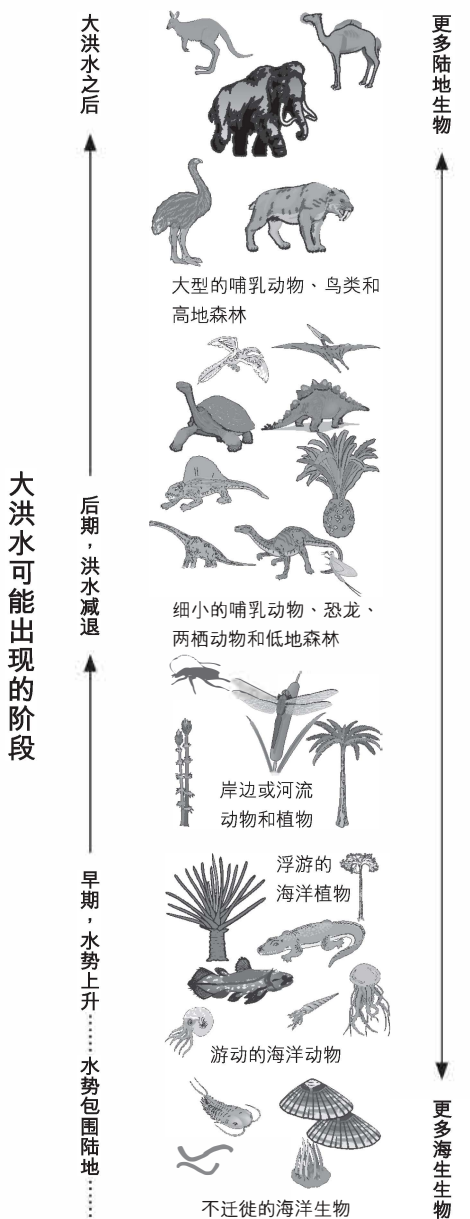 大洪水可能出现的阶段
大洪水之后
后期，洪水减退
早期，水势上升……水势包围陆地……
大型的哺乳动物、鸟类和
高地森林
细小的哺乳动物、恐龙、
两栖动物和低地森林
岸边或河流
动物和植物
浮游的
海洋植物
游动的海洋动物
不迁徙的海洋生物
更多陆地生物
更多海生生物